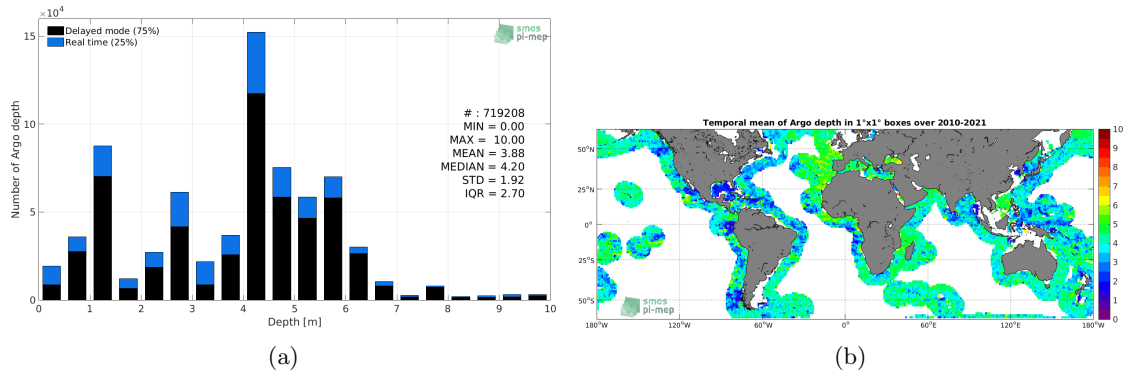 ×10⁴
15
10
5
0
Number of Argo depth
Delayed mode (75%)
Real time (25%)
smos
pi-mep
# : 719208
MIN = 0.00
MAX = 10.00
MEAN = 3.88
MEDIAN = 4.20
STD = 1.92
IQR = 2.70
0 1 2 3 4 5 6 7 8 9 10
Depth [m]
(a)
Temporal mean of Argo depth in 1°x1° boxes over 2010-2021
50°N
25°N
0°
25°S
50°S
smos
pi-mep
180°W 120°W 60°W 0° 60°E 120°E 180°W
10
9
8
7
6
5
4
3
2
1
0
(b)